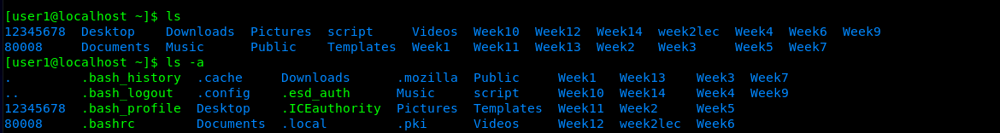 [user1@localhost ~]$ ls
12345678  Desktop    Downloads  Pictures  script     Videos  Week10  Week12  Week14  week2lec  Week4  Week6  Week9
80008     Documents  Music      Public    Templates  Week1   Week11  Week13  Week2   Week3     Week5  Week7
[user1@localhost ~]$ ls -a
.         .bash_history  .cache     Downloads      .mozilla  Public     Week1   Week13    Week3  Week7
..        .bash_logout   .config    .esd_auth      Music     script     Week10  Week14    Week4  Week9
12345678  .bash_profile  Desktop    .ICEauthority  Pictures  Templates  Week11  Week2     Week5
80008     .bashrc        Documents  .local         .pki      Videos     Week12  week2lec  Week6